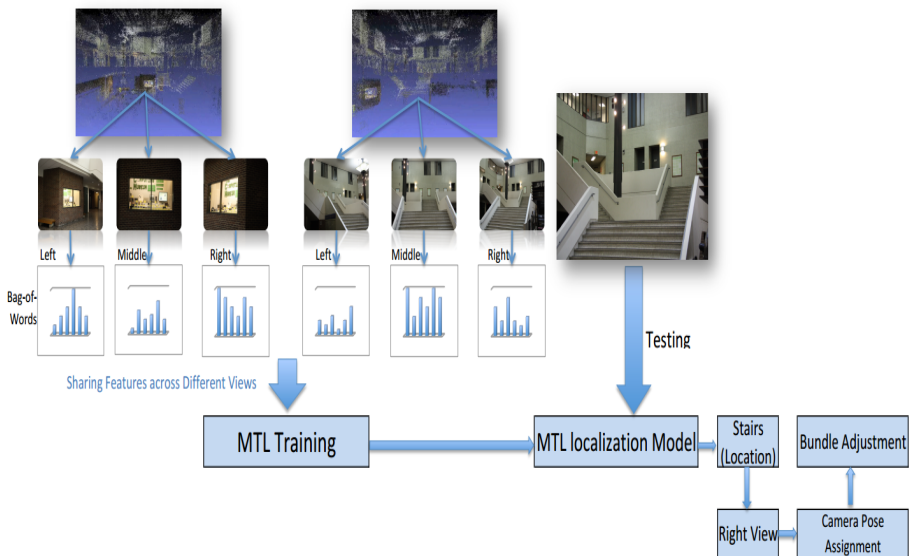 Left
Middle
Right
Left
Middle
Right
Bag-of-
Words
Testing
Sharing Features across Different Views
MTL Training
MTL localization Model
Stairs
(Location)
Bundle Adjustment
Right View
Camera Pose
Assignment